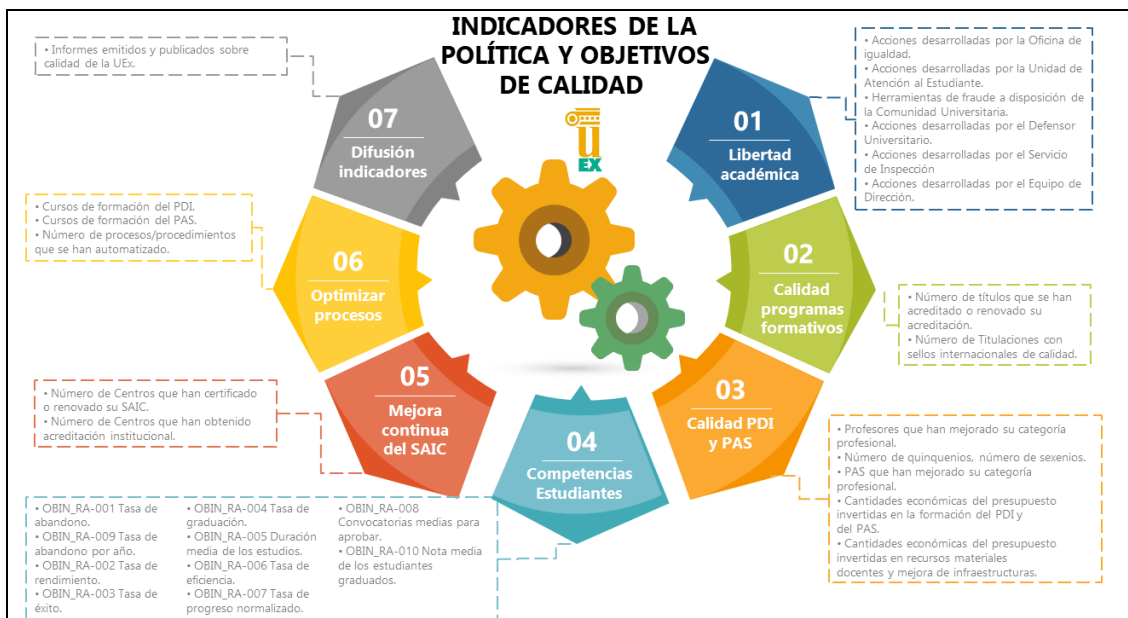 INDICADORES DE LA
POLÍTICA Y OBJETIVOS
DE CALIDAD
u
EX
01
Libertad
académica
• Acciones desarrolladas por la Oficina de
igualdad.
• Acciones desarrolladas por la Unidad de
Atención al Estudiante.
• Herramientas de fraude a disposición de
la Comunidad Universitaria.
• Acciones desarrolladas por el Defensor
Universitario.
• Acciones desarrolladas por el Servicio
de Inspección
• Acciones desarrolladas por el Equipo de
Dirección.
02
Calidad
programas
formativos
• Número de títulos que se han
acreditado o renovado su
acreditación.
• Número de Titulaciones con
sellos internacionales de calidad.
03
Calidad PDI
y PAS
• Profesores que han mejorado su categoría
profesional.
• Número de quinquenios, número de sexenios.
• PAS que han mejorado su categoría
profesional.
• Cantidades económicas del presupuesto
invertidas en la formación del PDI y
del PAS.
• Cantidades económicas del presupuesto
invertidas en recursos materiales
docentes y mejora de infraestructuras.
04
Competencias
Estudiantes
• OBIN_RA-001 Tasa de
abandono.
• OBIN_RA-009 Tasa de
abandono por año.
• OBIN_RA-002 Tasa de
rendimiento.
• OBIN_RA-003 Tasa de
éxito.
• OBIN_RA-004 Tasa de
graduación.
• OBIN_RA-005 Duración
media de los estudios.
• OBIN_RA-006 Tasa de
eficiencia.
• OBIN_RA-007 Tasa de
progreso normalizado.
• OBIN_RA-008
Convocatorias medias para
aprobar.
• OBIN_RA-010 Nota media
de los estudiantes
graduados.
05
Mejora
continua
del SAIC
• Número de Centros que han certificado
o renovado su SAIC.
• Número de Centros que han obtenido
acreditación institucional.
06
Optimizar
procesos
• Cursos de formación del PDI.
• Cursos de formación del PAS.
• Número de procesos/procedimientos
que se han automatizado.
07
Difusión
indicadores
• Informes emitidos y publicados sobre
calidad de la UEx.